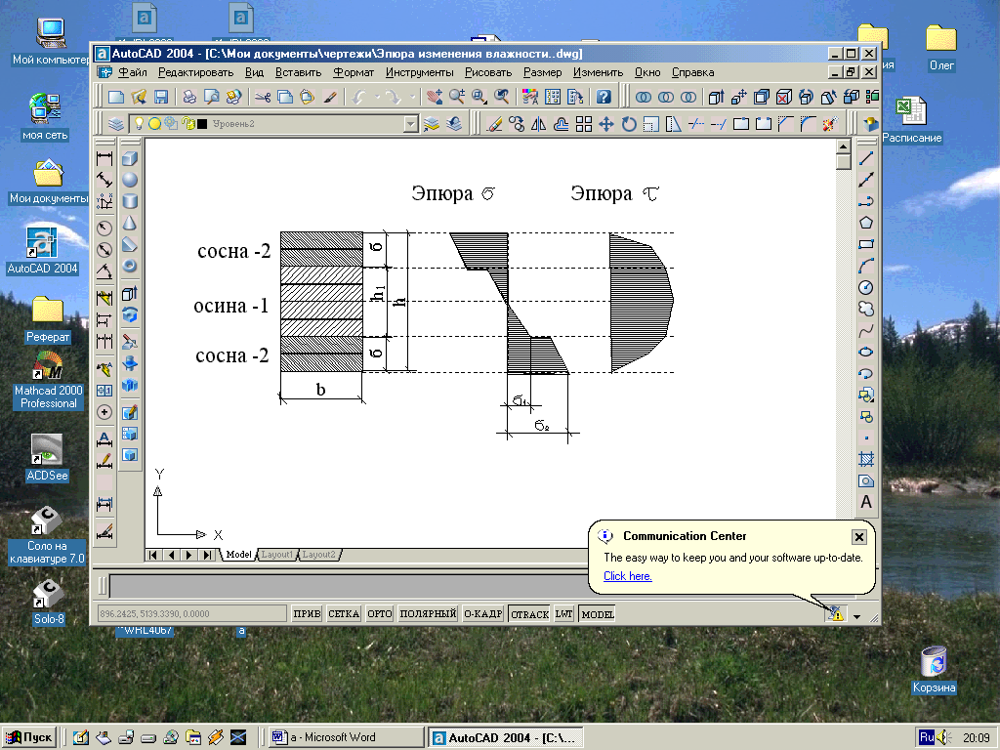 Мой компьютер
моя сеть
Мои документы
AutoCAD 2004
Реферат
Mathcad 2000
Professional
ACDSee
Соло на
клавиатуре 7.0
Solo-8
~WRL4067
a
Олег
Расписание
Корзина
AutoCAD 2004 - [C:\Мои документы\чертежи\Эпюра изменения влажности..dwg]
Файл Редактировать Вид Вставить Формат Инструменты Рисовать Размер Изменить Окно Справка
Уровень2
Эпюра σ Эпюра τ
сосна -2
осина -1
сосна -2
б
h1
h
б
b
σ1
σ2
Y
X
A
Model Layout1 Layout2
Communication Center
The easy way to keep you and your software up-to-date.
Click here.
896.2425, 5139.3390, 0.0000 ПРИВ СЕТКА ОРТО ПОЛЯРНЫЙ О-КАДР OTRACK LWT MODEL
Пуск a - Microsoft Word AutoCAD 2004 - [C:\... Ru 20:09